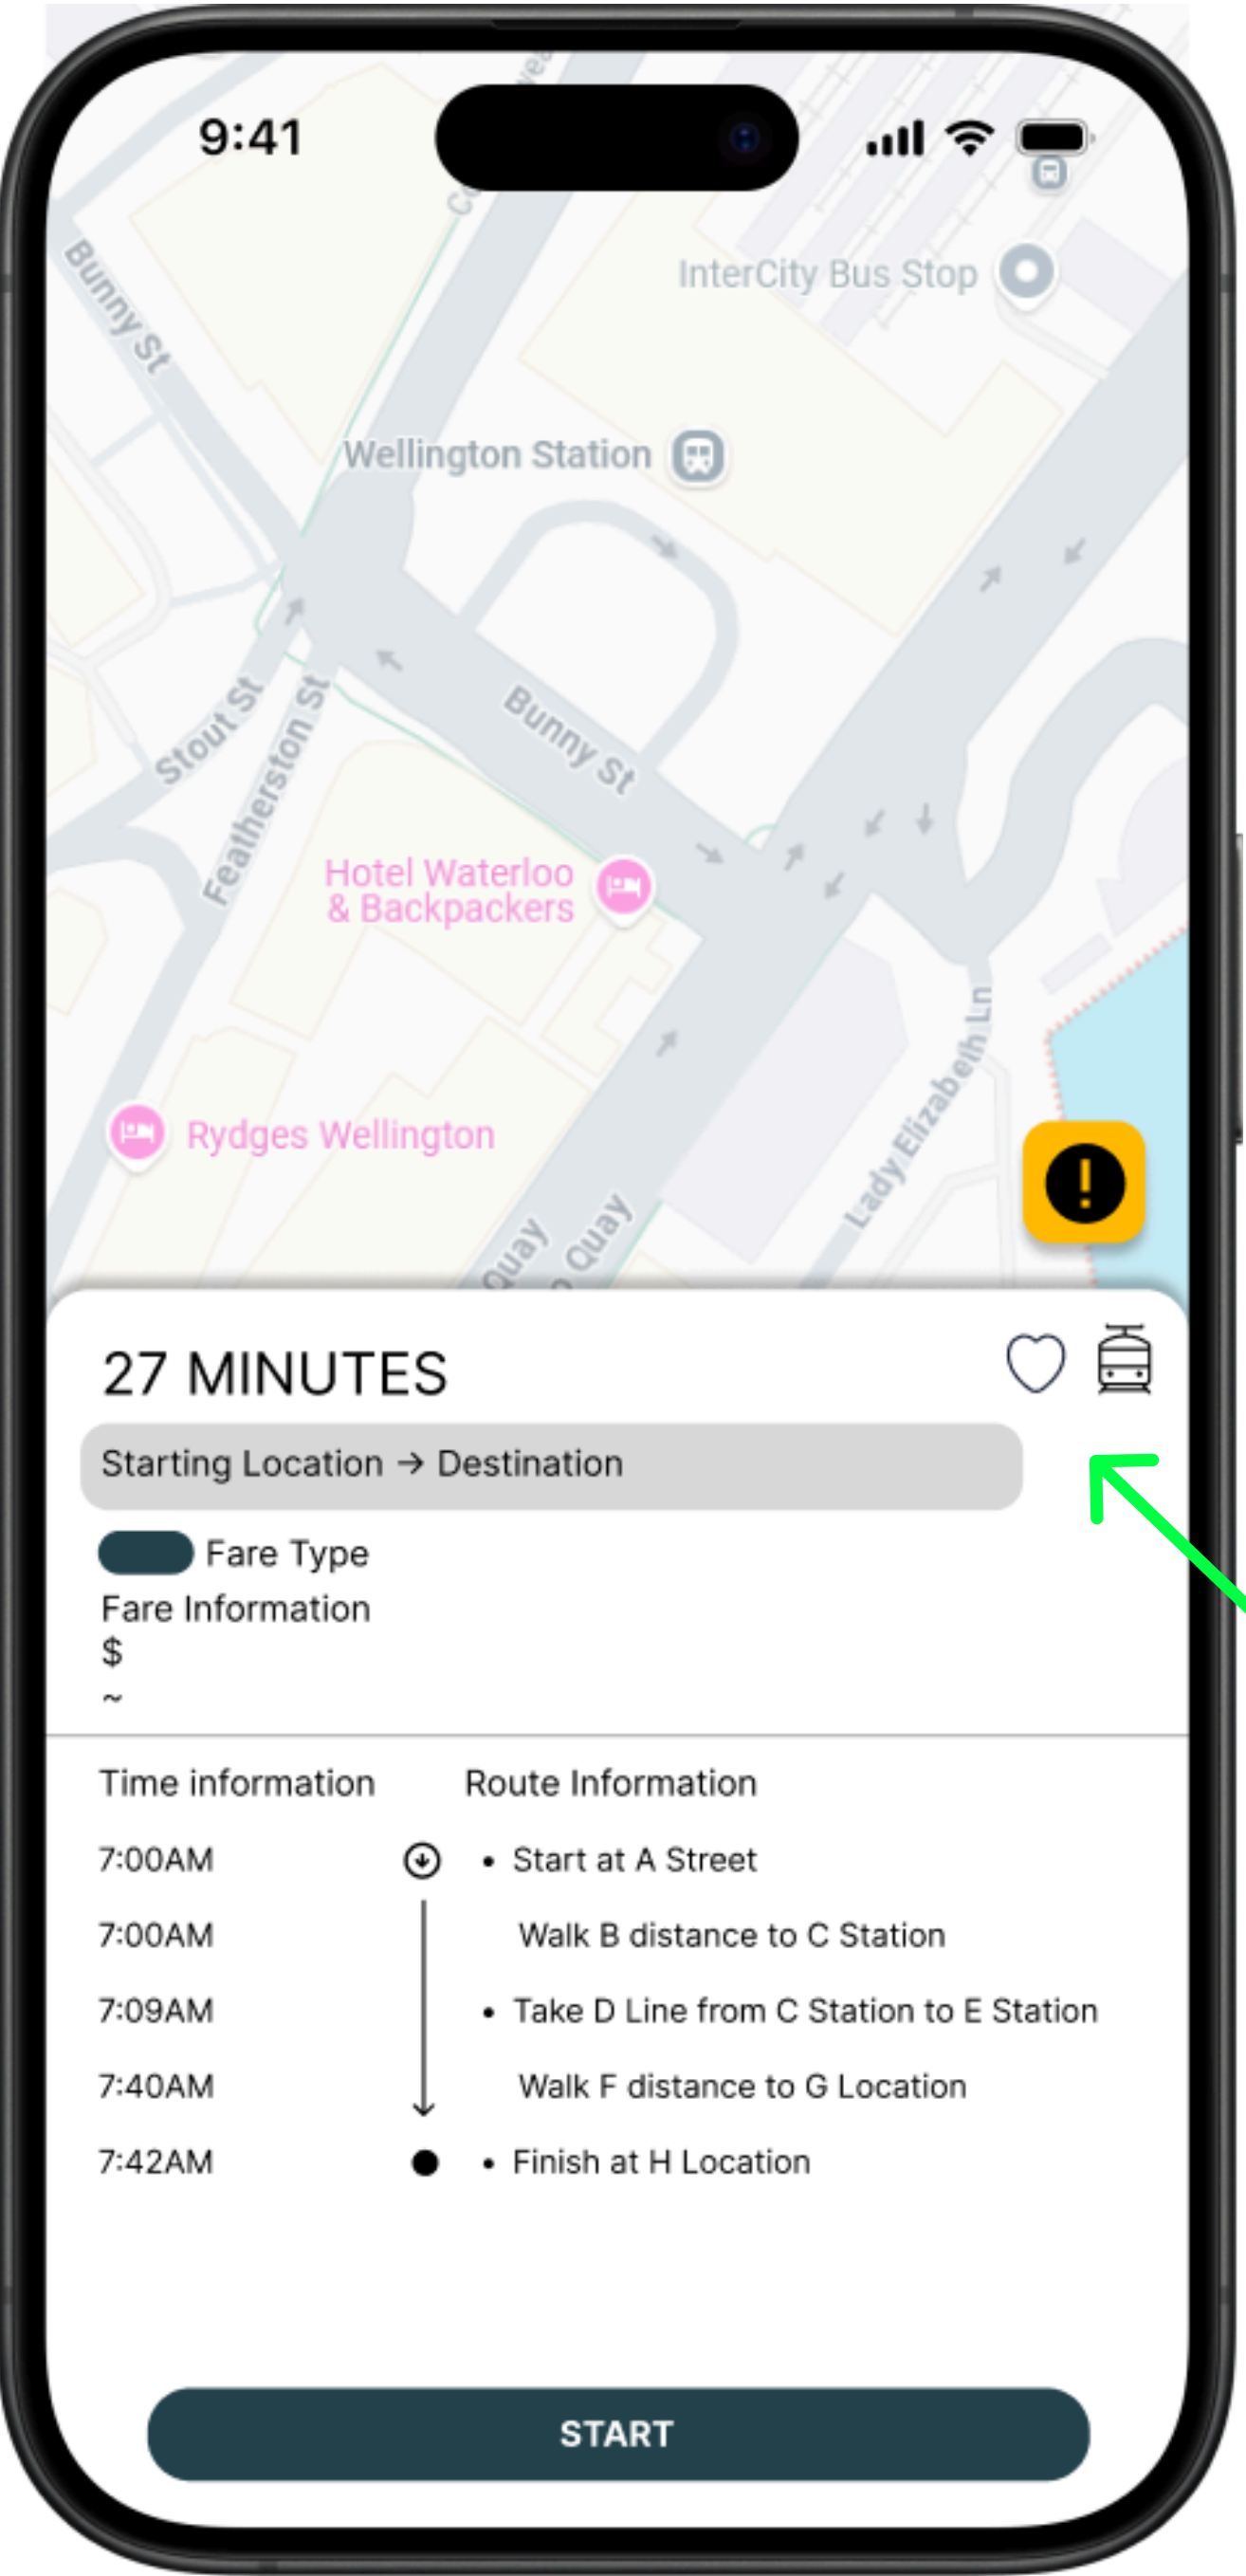 9:41
Bunny St
InterCity Bus Stop
Wellington Station
Stout St
Featherston St
Bunny St
Hotel Waterloo
& Backpackers
Lady Elizabeth Ln
Rydges Wellington
Quay
Quay
27 MINUTES
Starting Location → Destination
Fare Type
Fare Information
$
~
Time information Route Information
7:00AM • Start at A Street
7:00AM Walk B distance to C Station
7:09AM • Take D Line from C Station to E Station
7:40AM Walk F distance to G Location
7:42AM • Finish at H Location
START